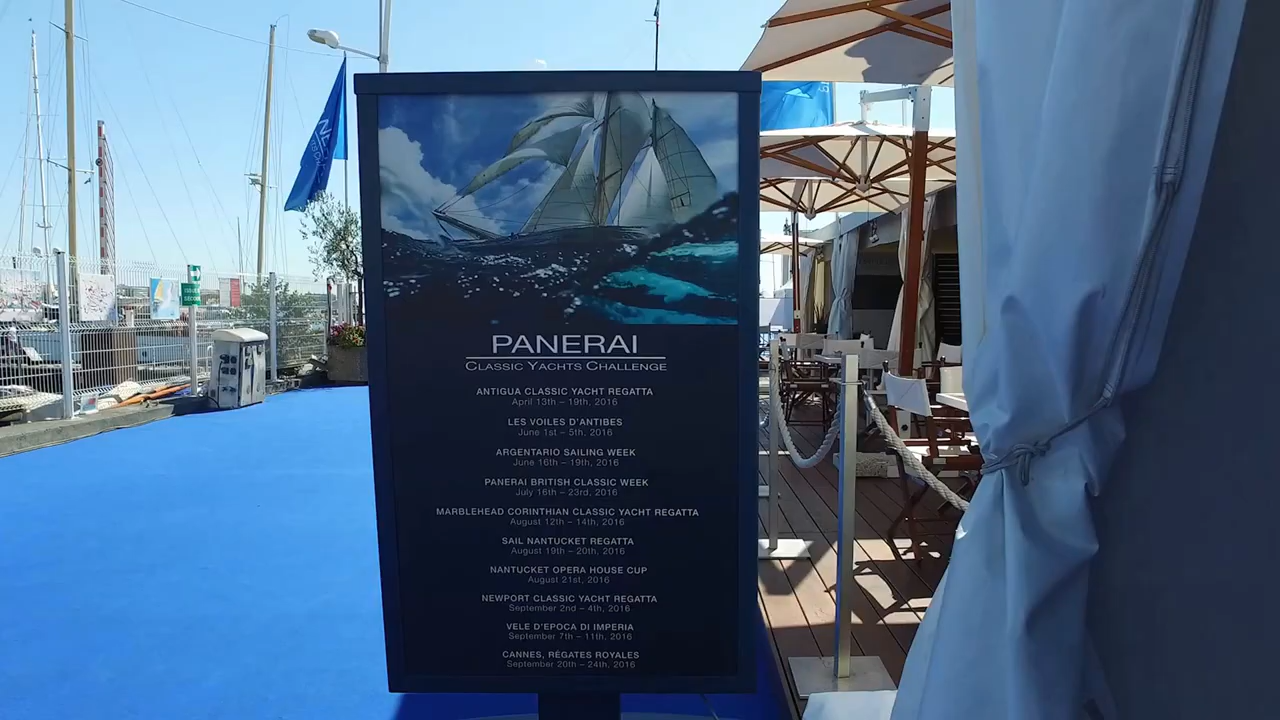 PANERAI
CLASSIC YACHTS CHALLENGE
ANTIGUA CLASSIC YACHT REGATTA
April 13th – 19th, 2016
LES VOILES D'ANTIBES
June 1st – 5th, 2016
ARGENTARIO SAILING WEEK
June 16th – 19th, 2016
PANERAI BRITISH CLASSIC WEEK
July 16th – 23rd, 2016
MARBLEHEAD CORINTHIAN CLASSIC YACHT REGATTA
August 12th – 14th, 2016
SAIL NANTUCKET REGATTA
August 19th – 20th, 2016
NANTUCKET OPERA HOUSE CUP
August 21st, 2016
NEWPORT CLASSIC YACHT REGATTA
September 2nd – 4th, 2016
VELE D'EPOCA DI IMPERIA
September 7th – 11th, 2016
CANNES, RÉGATES ROYALES
September 20th – 24th, 2016